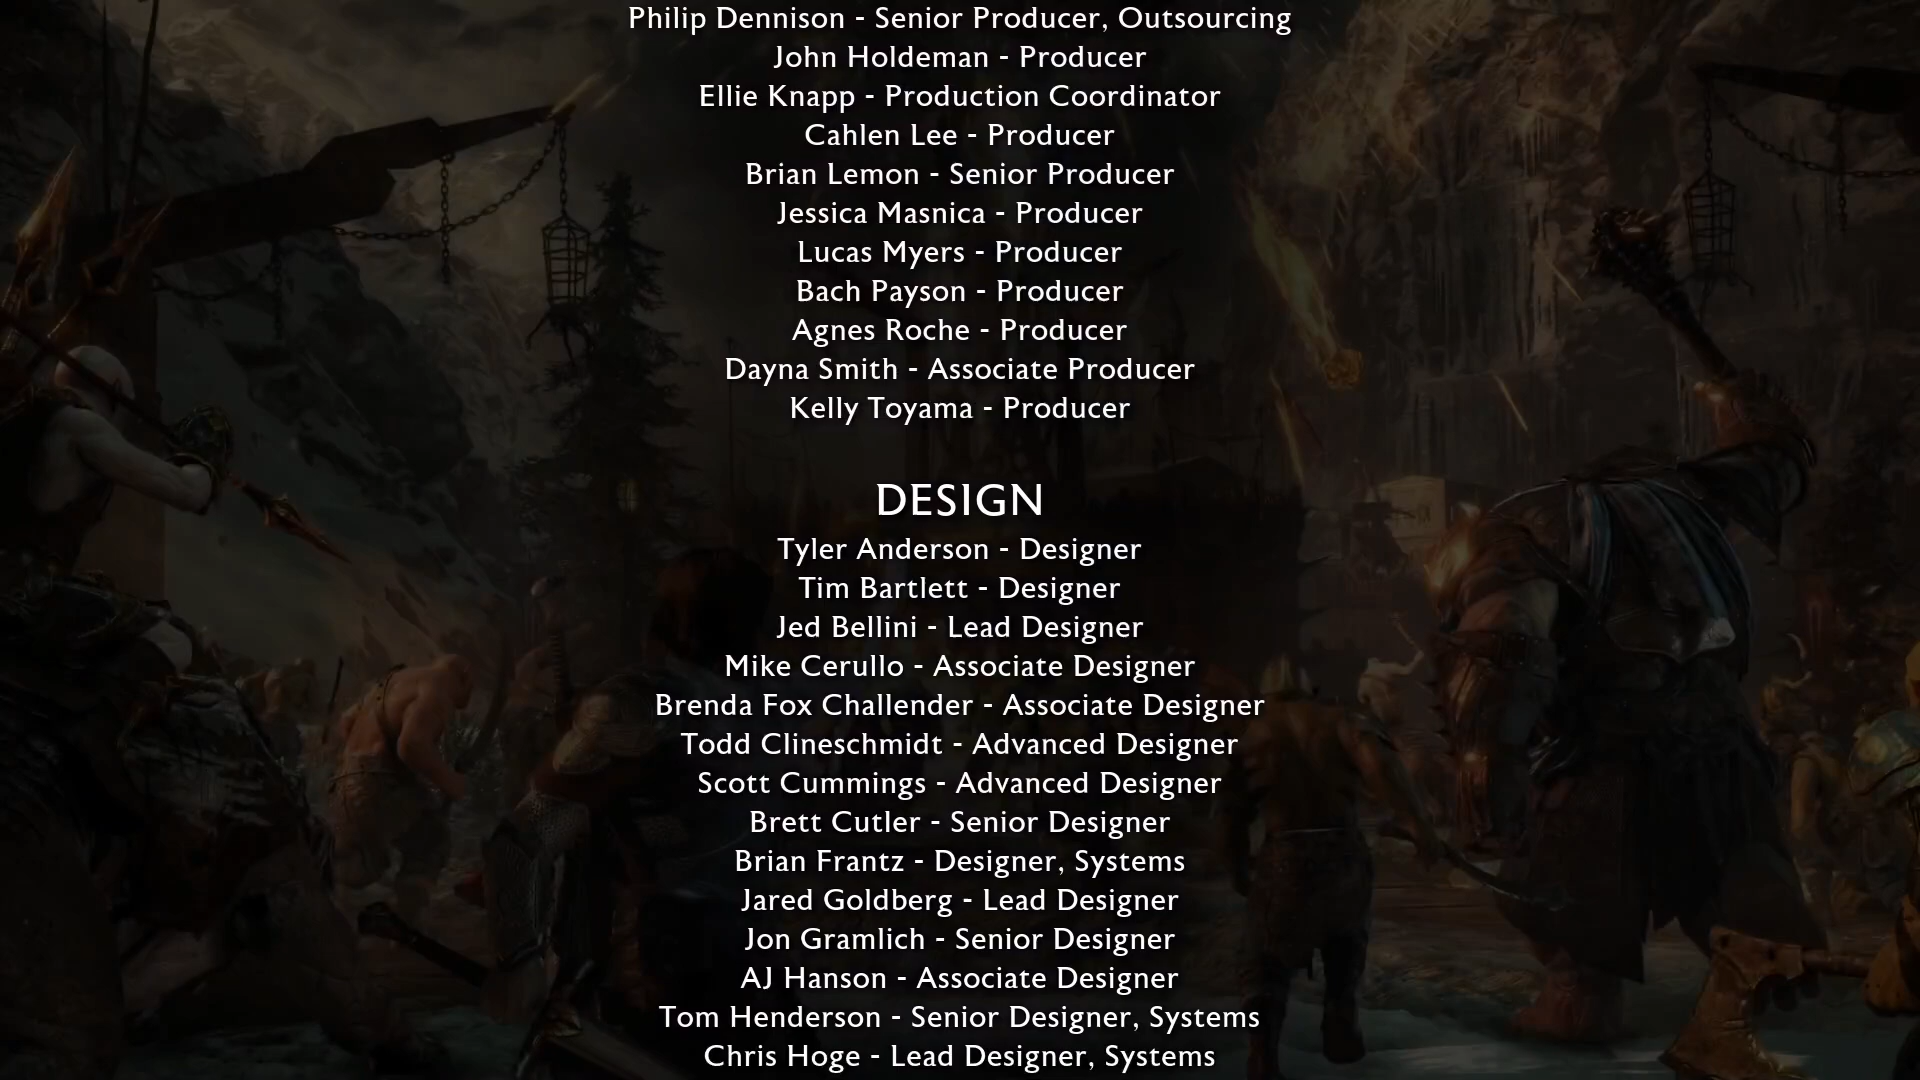 Philip Dennison - Senior Producer, Outsourcing
John Holdeman - Producer
Ellie Knapp - Production Coordinator
Cahlen Lee - Producer
Brian Lemon - Senior Producer
Jessica Masnica - Producer
Lucas Myers - Producer
Bach Payson - Producer
Agnes Roche - Producer
Dayna Smith - Associate Producer
Kelly Toyama - Producer
DESIGN
Tyler Anderson - Designer
Tim Bartlett - Designer
Jed Bellini - Lead Designer
Mike Cerullo - Associate Designer
Brenda Fox Challender - Associate Designer
Todd Clineschmidt - Advanced Designer
Scott Cummings - Advanced Designer
Brett Cutler - Senior Designer
Brian Frantz - Designer, Systems
Jared Goldberg - Lead Designer
Jon Gramlich - Senior Designer
AJ Hanson - Associate Designer
Tom Henderson - Senior Designer, Systems
Chris Hoge - Lead Designer, Systems